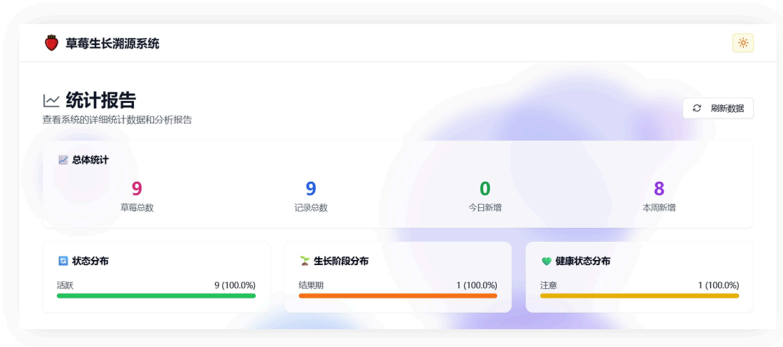 草莓生长溯源系统
统计报告
查看系统的详细统计数据和分析报告
刷新数据
总体统计
9 9 0 8
草莓总数 记录总数 今日新增 本周新增
状态分布 生长阶段分布 健康状态分布
活跃 9 (100.0%) 结果期 1 (100.0%) 注意 1 (100.0%)